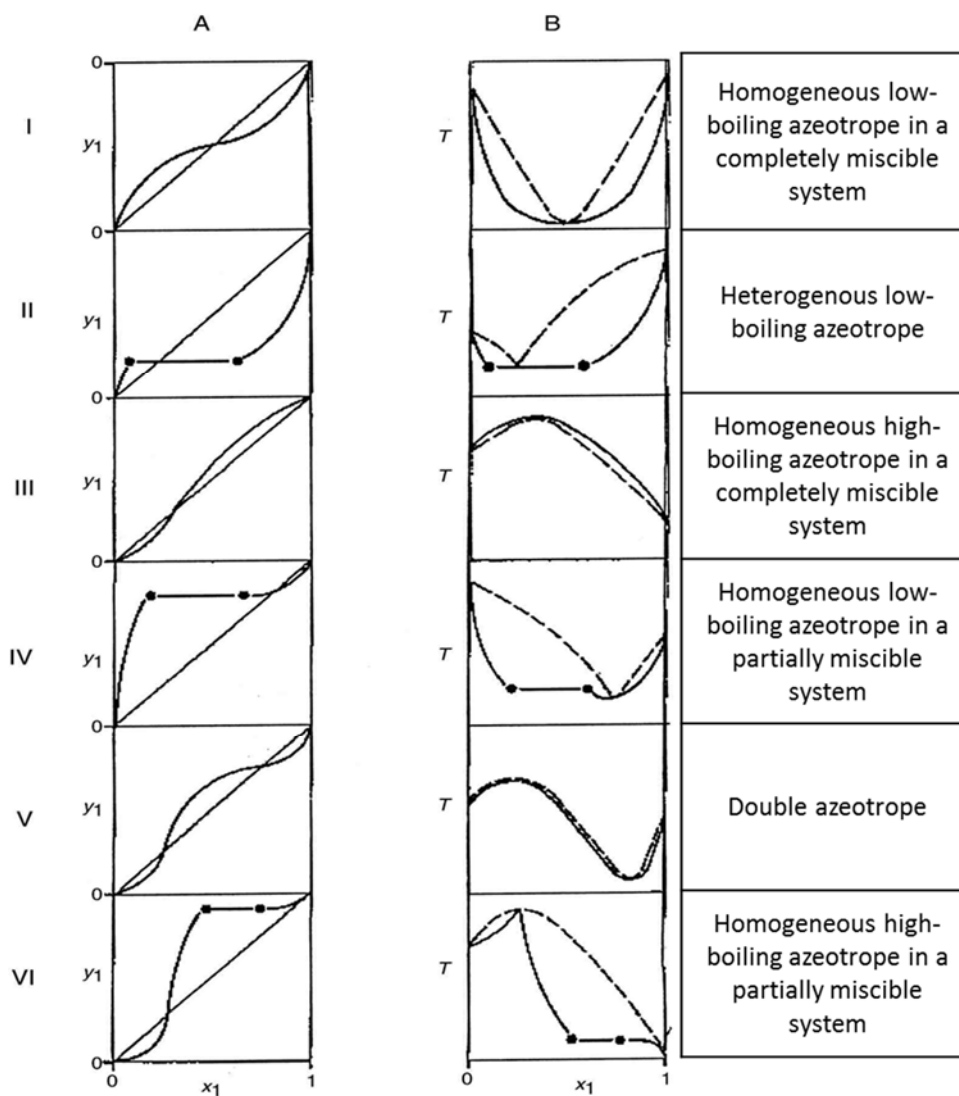 A B
I
0
y1
0
T
Homogeneous low-
boiling azeotrope in a
completely miscible
system
II
y1
0
T
Heterogenous low-
boiling azeotrope
III
y1
0
T
Homogeneous high-
boiling azeotrope in a
completely miscible
system
IV
y1
0
T
Homogeneous low-
boiling azeotrope in a
partially miscible
system
V
y1
0
T
Double azeotrope
VI
y1
0
T
Homogeneous high-
boiling azeotrope in a
partially miscible
system
0 x1 1
0 x1 1